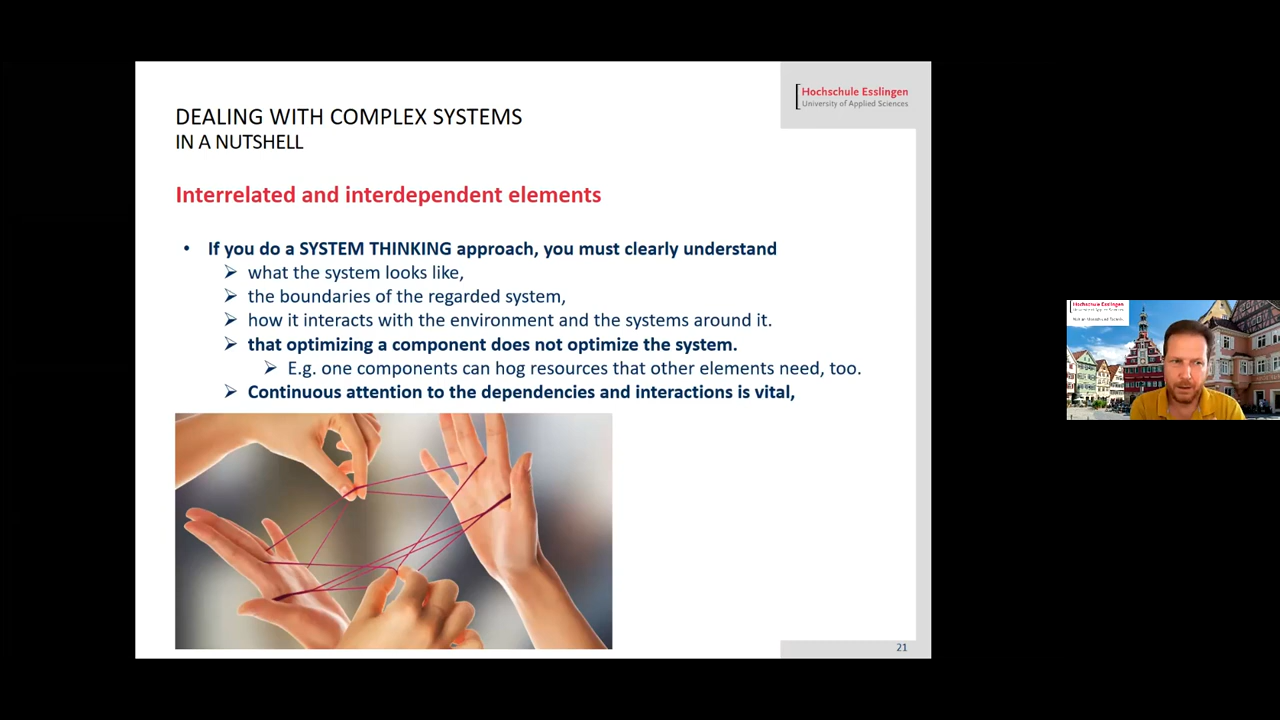 DEALING WITH COMPLEX SYSTEMS
IN A NUTSHELL
Hochschule Esslingen
University of Applied Sciences
Interrelated and interdependent elements
• If you do a SYSTEM THINKING approach, you must clearly understand
➢ what the system looks like,
➢ the boundaries of the regarded system,
➢ how it interacts with the environment and the systems around it.
➢ that optimizing a component does not optimize the system.
➢ E.g. one components can hog resources that other elements need, too.
➢ Continuous attention to the dependencies and interactions is vital,
21
Hochschule Esslingen